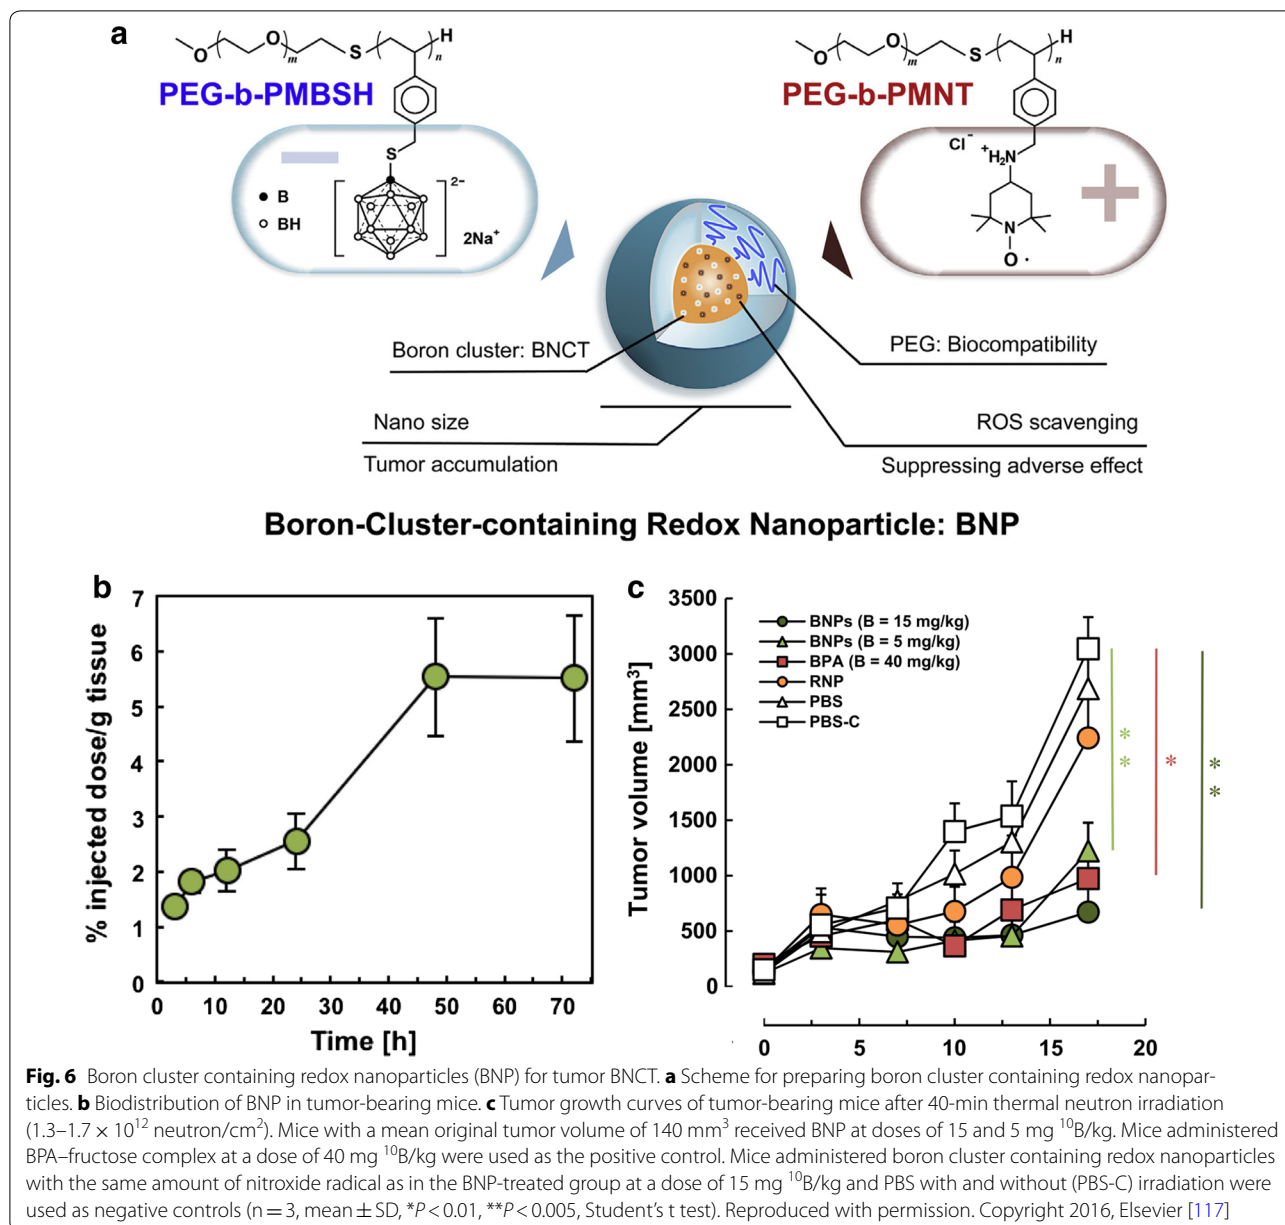 a
O
O
m
S
n
H
PEG-b-PMBSH
S
B
BH
2−
2Na+
O
O
m
S
n
H
PEG-b-PMNT
Cl−
+H2N
N
O ·
Boron cluster: BNCT
PEG: Biocompatibility
Nano size
ROS scavenging
Tumor accumulation
Suppressing adverse effect
Boron-Cluster-containing Redox Nanoparticle: BNP
b
% injected dose/g tissue
7
6
5
4
3
2
1
0
0 10 20 30 40 50 60 70
Time [h]
c
Tumor volume [mm3]
3500
3000
2500
2000
1500
1000
500
0
BNPs (B = 15 mg/kg)
BNPs (B = 5 mg/kg)
BPA (B = 40 mg/kg)
RNP
PBS
PBS-C
**
*
**
0 5 10 15 20
Fig. 6 Boron cluster containing redox nanoparticles (BNP) for tumor BNCT. a Scheme for preparing boron cluster containing redox nanopar-
ticles. b Biodistribution of BNP in tumor-bearing mice. c Tumor growth curves of tumor-bearing mice after 40-min thermal neutron irradiation
(1.3–1.7 × 10^12 neutron/cm2). Mice with a mean original tumor volume of 140 mm3 received BNP at doses of 15 and 5 mg 10B/kg. Mice administered
BPA–fructose complex at a dose of 40 mg 10B/kg were used as the positive control. Mice administered boron cluster containing redox nanoparticles
with the same amount of nitroxide radical as in the BNP-treated group at a dose of 15 mg 10B/kg and PBS with and without (PBS-C) irradiation were
used as negative controls (n = 3, mean ± SD, *P < 0.01, **P < 0.005, Student's t test). Reproduced with permission. Copyright 2016, Elsevier [117]